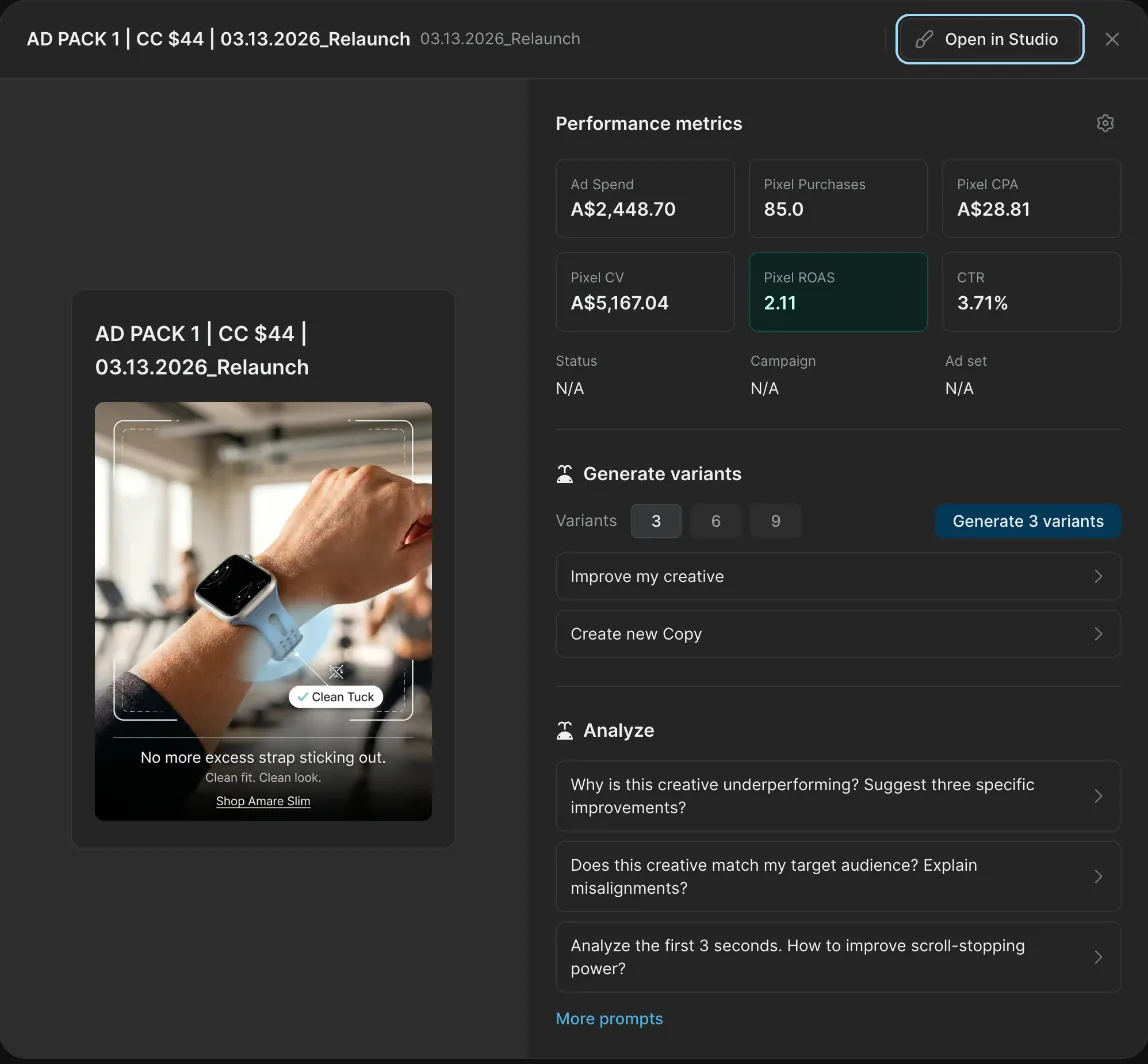 AD PACK 1 | CC $44 | 03.13.2026_Relaunch 03.13.2026_Relaunch
Open in Studio
AD PACK 1 | CC $44 |
03.13.2026_Relaunch
Clean Tuck
No more excess strap sticking out.
Clean fit. Clean look.
Shop Amare Slim
Performance metrics
Ad Spend
A$2,448.70
Pixel Purchases
85.0
Pixel CPA
A$28.81
Pixel CV
A$5,167.04
Pixel ROAS
2.11
CTR
3.71%
Status
N/A
Campaign
N/A
Ad set
N/A
Generate variants
Variants 3 6 9
Generate 3 variants
Improve my creative
Create new Copy
Analyze
Why is this creative underperforming? Suggest three specific
improvements?
Does this creative match my target audience? Explain
misalignments?
Analyze the first 3 seconds. How to improve scroll-stopping
power?
More prompts